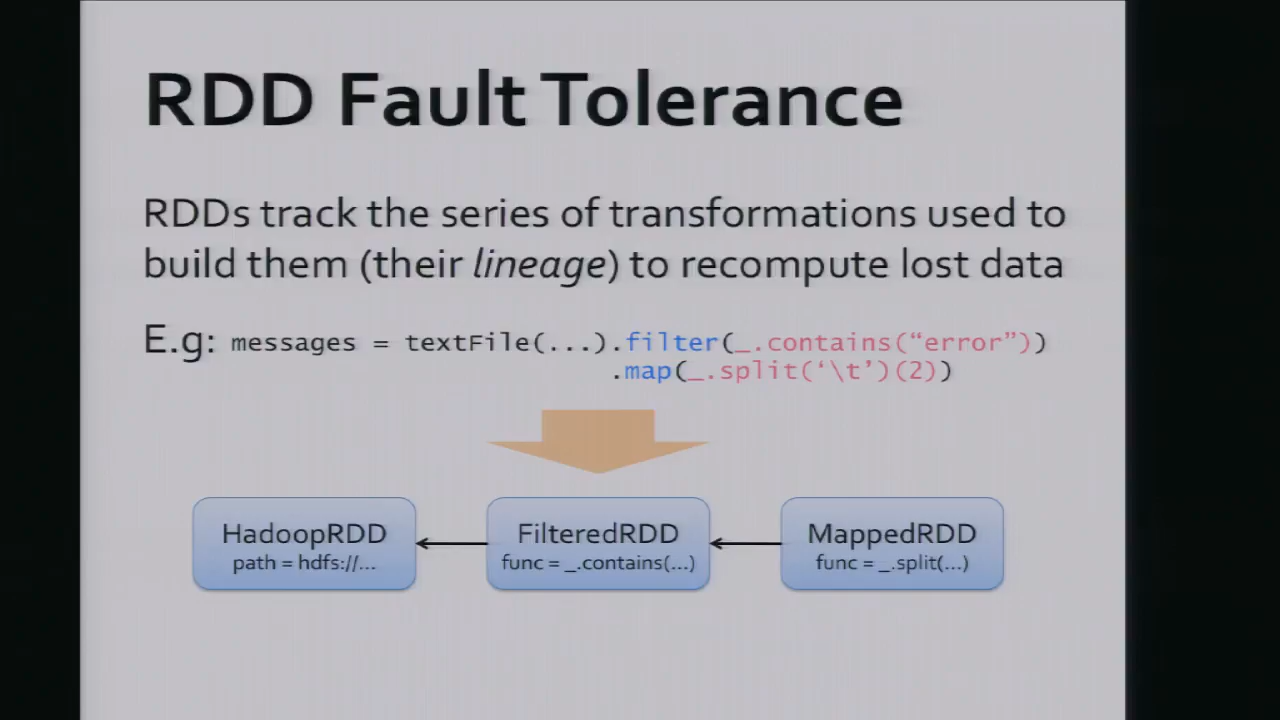 RDD Fault Tolerance
RDDs track the series of transformations used to
build them (their lineage) to recompute lost data
E.g: messages = textFile(...).filter(_.contains(“error”))
.map(_.split(‘\t’)(2))
HadoopRDD
path = hdfs://...
FilteredRDD
func = _.contains(...)
MappedRDD
func = _.split(...)